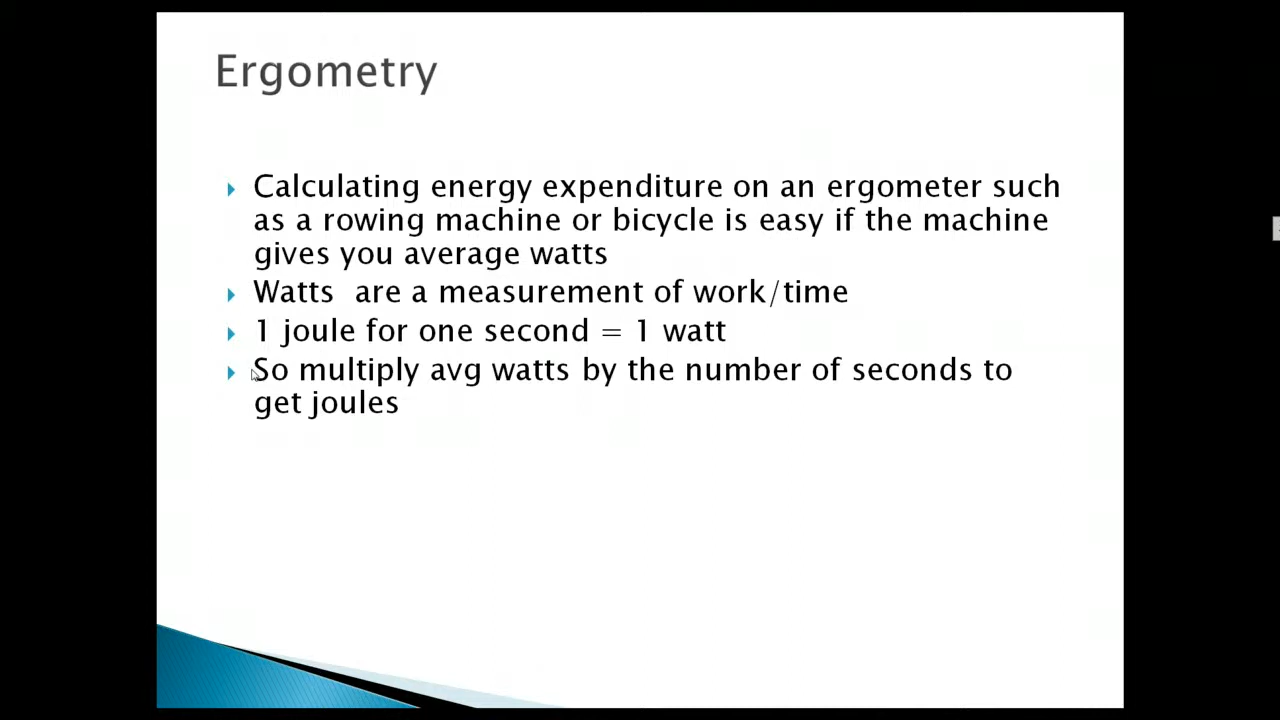 Ergometry
Calculating energy expenditure on an ergometer such
as a rowing machine or bicycle is easy if the machine
gives you average watts
Watts  are a measurement of work/time
1 joule for one second = 1 watt
So multiply avg watts by the number of seconds to
get joules